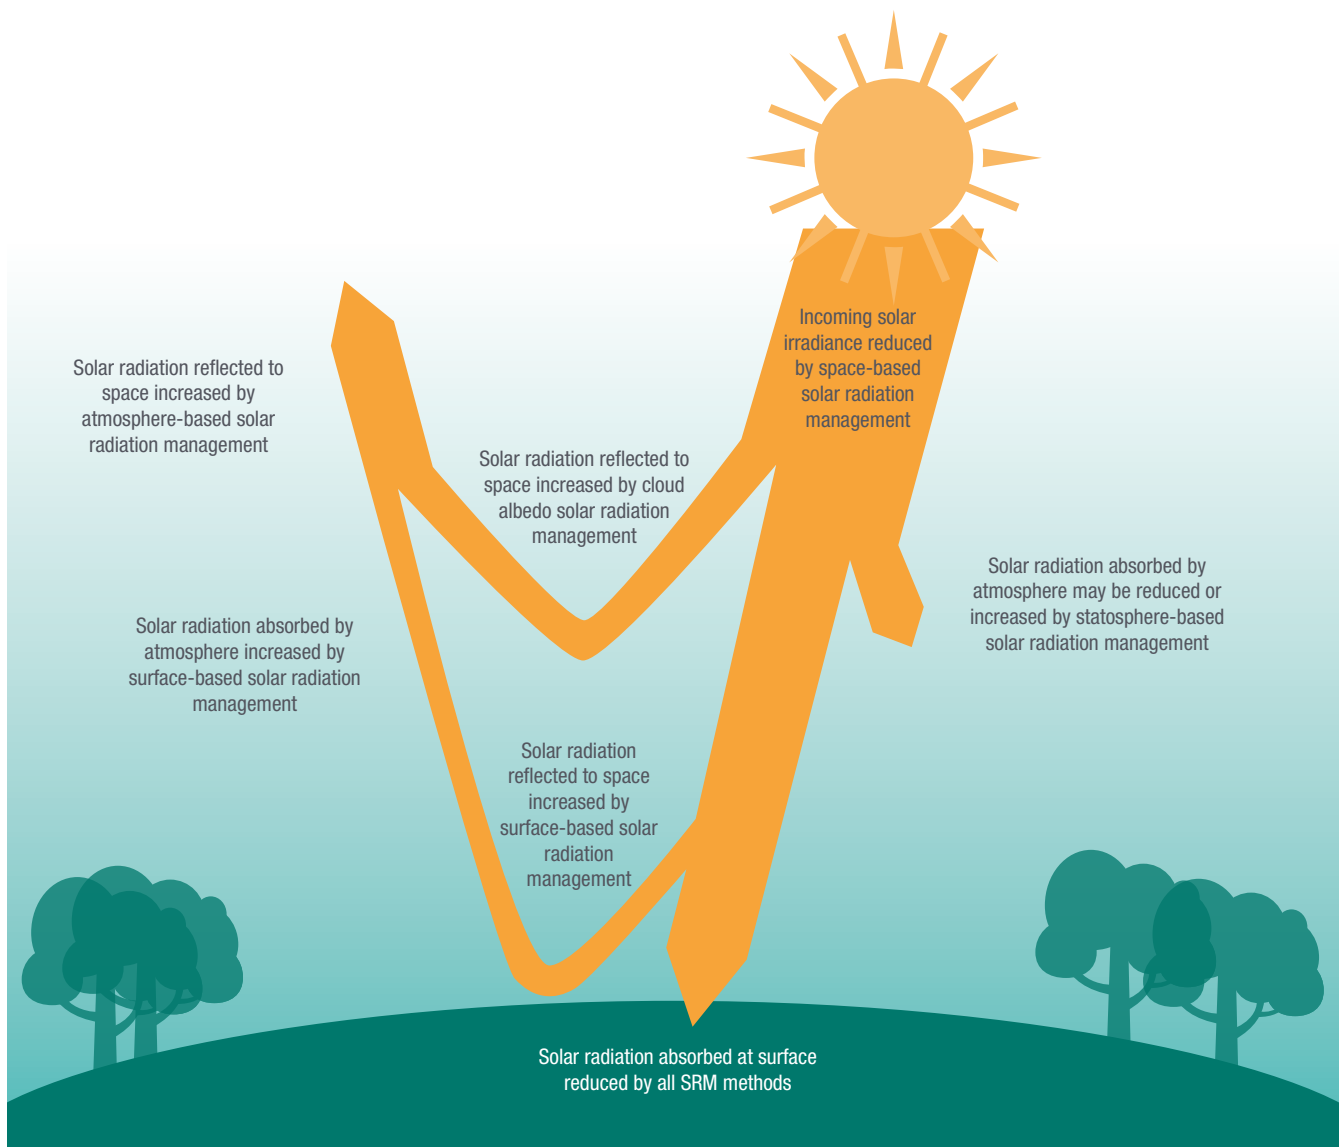 Incoming solar
irradiance reduced
by space-based
solar radiation
management
Solar radiation reflected to
space increased by
atmosphere-based solar
radiation management
Solar radiation reflected to
space increased by cloud
albedo solar radiation
management
Solar radiation absorbed by
atmosphere may be reduced or
increased by statosphere-based
solar radiation management
Solar radiation absorbed by
atmosphere increased by
surface-based solar radiation
management
Solar radiation
reflected to space
increased by
surface-based solar
radiation
management
Solar radiation absorbed at surface
reduced by all SRM methods